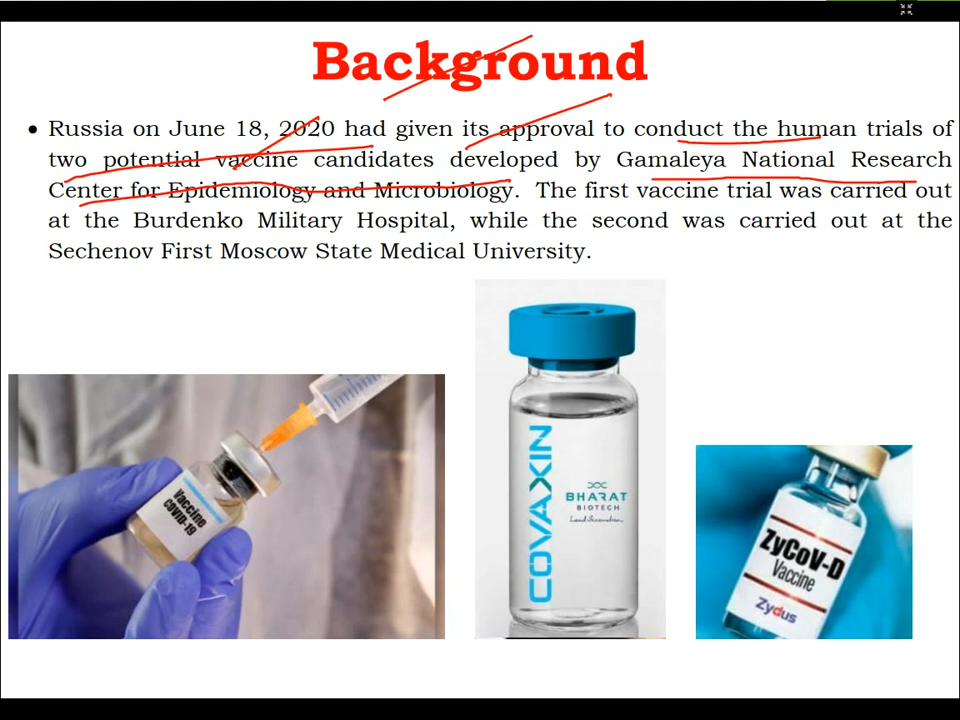 Background
• Russia on June 18, 2020 had given its approval to conduct the human trials of
two potential vaccine candidates developed by Gamaleya National Research
Center for Epidemiology and Microbiology. The first vaccine trial was carried out
at the Burdenko Military Hospital, while the second was carried out at the
Sechenov First Moscow State Medical University.
Vaccine
COVID-19
COVAXIN
BHARAT
BIOTECH
Lead Innovation
ZyCoV-D
Vaccine
Zydus